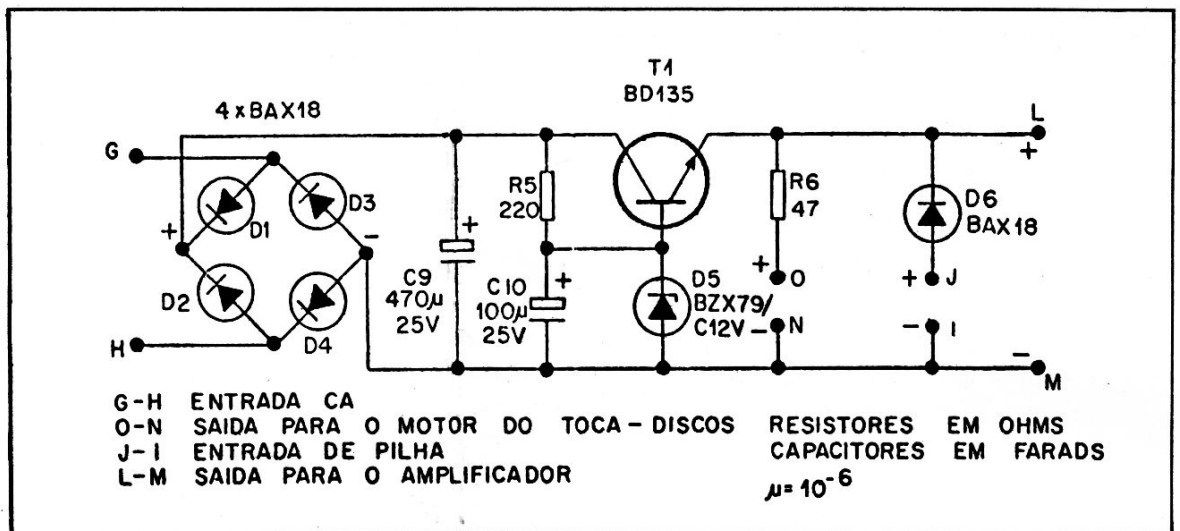 T1
BD135
4xBAX18
L
+
G
D1
D3
+
-
D2
D4
H
C9
470µ
25V
+
R5
220
C10
100µ
25V
+
D5
BZX79/
C12V
R6
47
+ O
- N
D6
BAX18
+ J
- I
-
M
G-H ENTRADA CA
O-N SAIDA PARA O MOTOR DO TOCA-DISCOS
J-I ENTRADA DE PILHA
L-M SAIDA PARA O AMPLIFICADOR
RESISTORES EM OHMS
CAPACITORES EM FARADS
µ=10⁻⁶